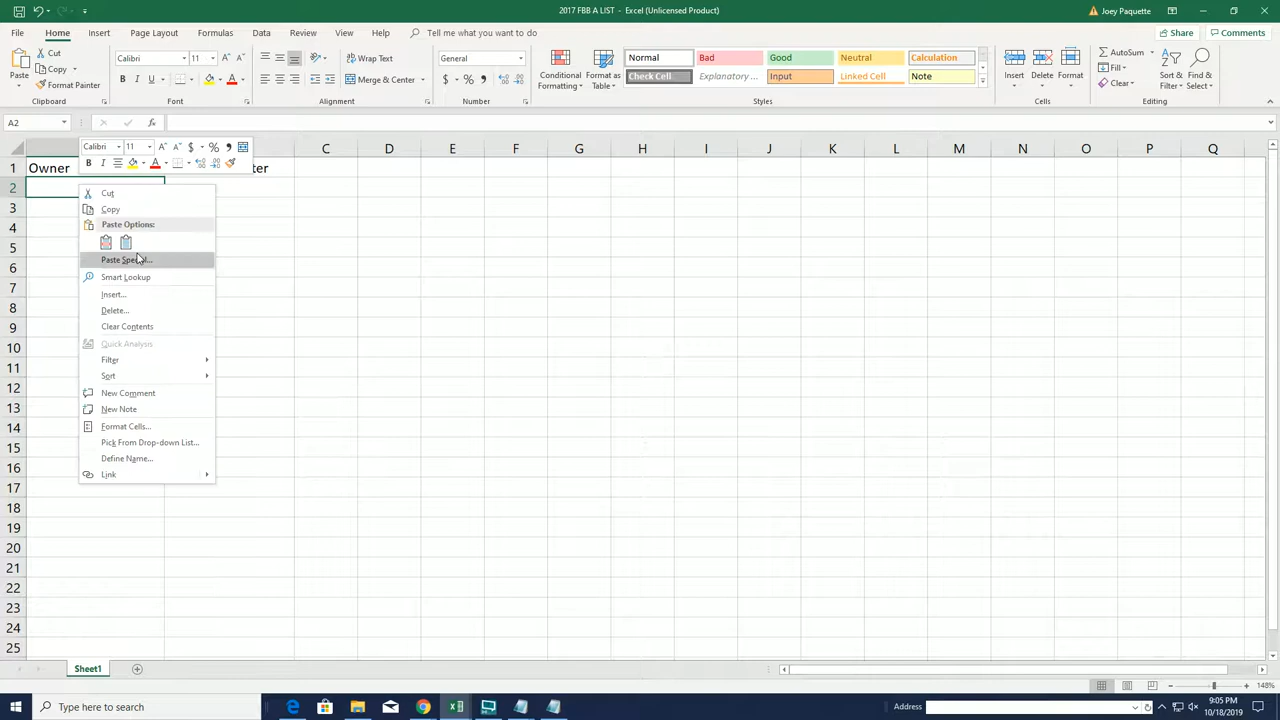 2017 FBB A LIST - Excel (Unlicensed Product)
Joey Paquette
File Home Insert Page Layout Formulas Data Review View Help Tell me what you want to do
Share Comments
Paste
Cut
Copy
Format Painter
Clipboard
Calibri 11
B I U
Font
Wrap Text
Merge & Center
Alignment
General
$ % ,
Number
Conditional Formatting
Format as Table
Normal Bad Good Neutral Calculation
Check Cell Explanatory ... Input Linked Cell Note
Styles
Insert Delete Format
Cells
AutoSum
Fill
Clear
Sort & Filter
Find & Select
Editing
A2
fx
Calibri 11 A A $ % ,
B I A
C D E F G H I J K L M N O P Q
1 Owner ter
2
3
4
5
6
7
8
9
10
11
12
13
14
15
16
17
18
19
20
21
22
23
24
25
Cut
Copy
Paste Options:
Smart Lookup
Insert...
Delete...
Clear Contents
Quick Analysis
Filter
Sort
New Comment
New Note
Format Cells...
Pick From Drop-down List...
Define Name...
Link
Sheet1
148%
Type here to search
Address
9:05 PM
10/18/2019